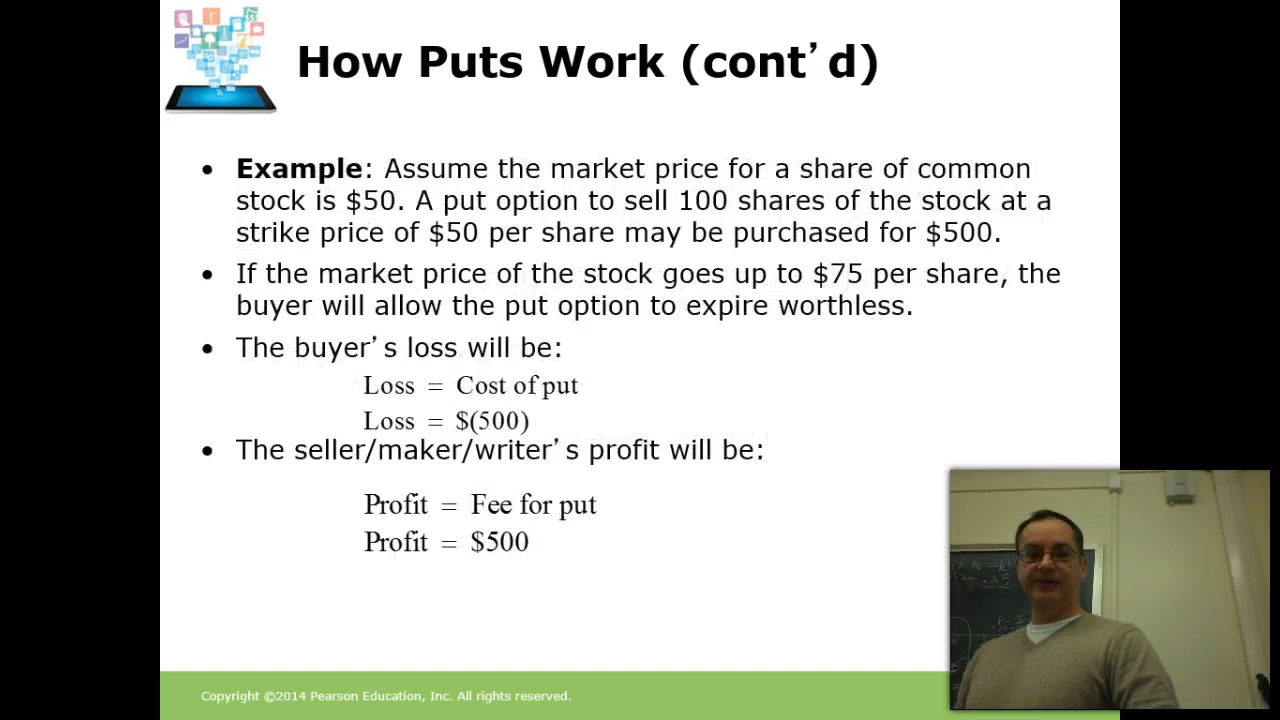 How Puts Work (cont’d)
• Example: Assume the market price for a share of common
stock is $50. A put option to sell 100 shares of the stock at a
strike price of $50 per share may be purchased for $500.
• If the market price of the stock goes up to $75 per share, the
buyer will allow the put option to expire worthless.
• The buyer’s loss will be:
Loss = Cost of put
Loss = $(500)
• The seller/maker/writer’s profit will be:
Profit = Fee for put
Profit = $500
Copyright ©2014 Pearson Education, Inc. All rights reserved.